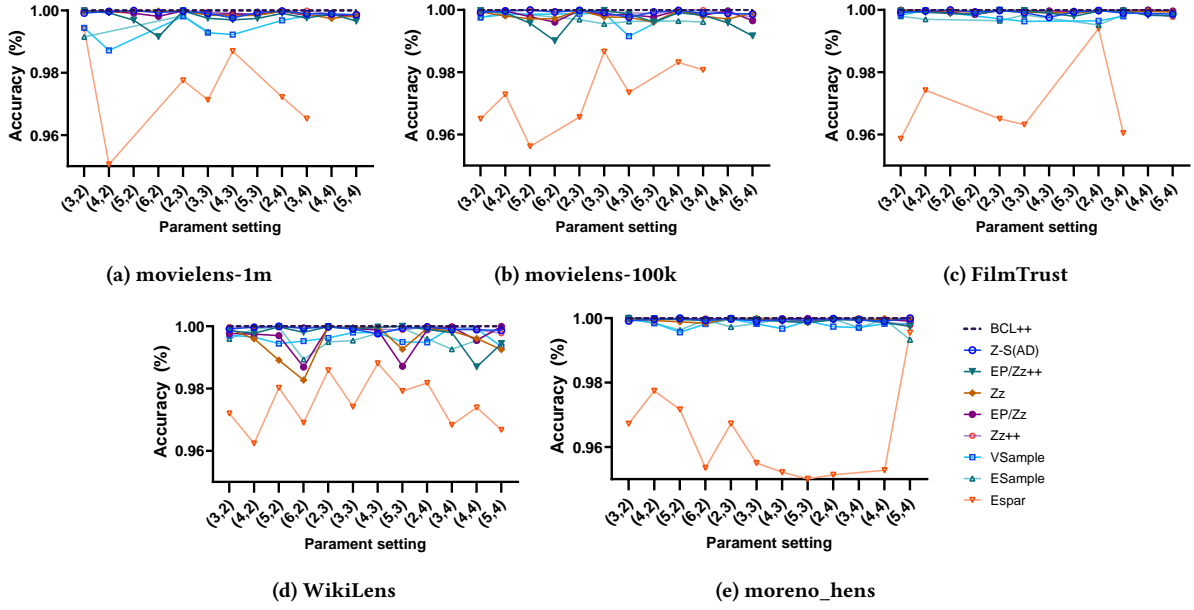 1.00
0.98
0.96
Accuracy (%)
(3,2) (4,2) (5,2) (6,2) (2,3) (3,3) (4,3) (5,3) (2,4) (3,4) (4,4) (5,4)
Parament setting
(a) movielens-1m
1.00
0.98
0.96
Accuracy (%)
(3,2) (4,2) (5,2) (6,2) (2,3) (3,3) (4,3) (5,3) (2,4) (3,4) (4,4) (5,4)
Parament setting
(b) movielens-100k
1.00
0.98
0.96
Accuracy (%)
(3,2) (4,2) (5,2) (6,2) (2,3) (3,3) (4,3) (5,3) (2,4) (3,4) (4,4) (5,4)
Parament setting
(c) FilmTrust
1.00
0.98
0.96
Accuracy (%)
(3,2) (4,2) (5,2) (6,2) (2,3) (3,3) (4,3) (5,3) (2,4) (3,4) (4,4) (5,4)
Parament setting
(d) WikiLens
1.00
0.98
0.96
Accuracy (%)
(3,2) (4,2) (5,2) (6,2) (2,3) (3,3) (4,3) (5,3) (2,4) (3,4) (4,4) (5,4)
Parament setting
(e) moreno_hens
BCL++
Z-S(AD)
EP/Zz++
Zz
EP/Zz
Zz++
VSample
ESample
Espar